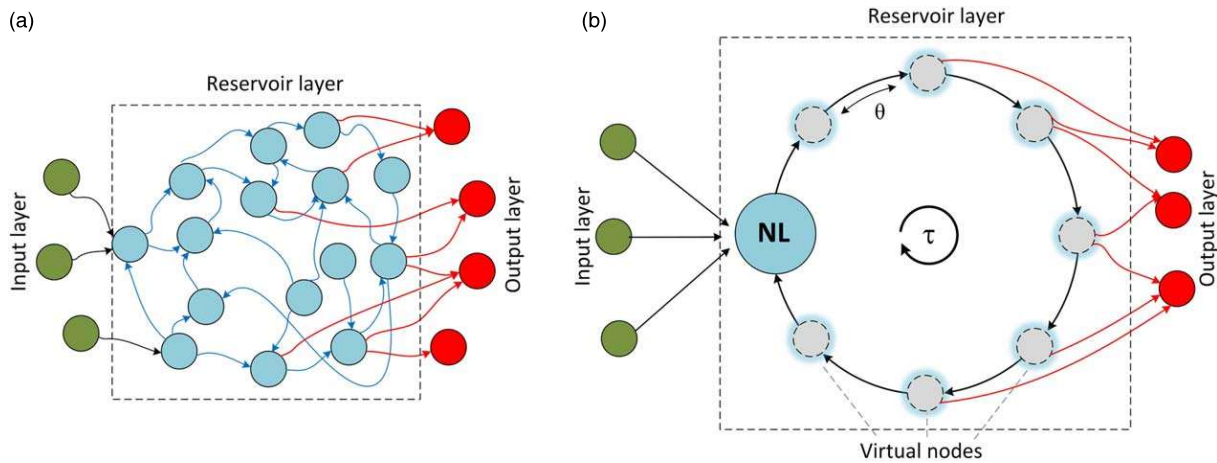 (a)
Reservoir layer
Input layer
Output layer
(b)
Reservoir layer
Input layer
NL
θ
τ
Output layer
Virtual nodes